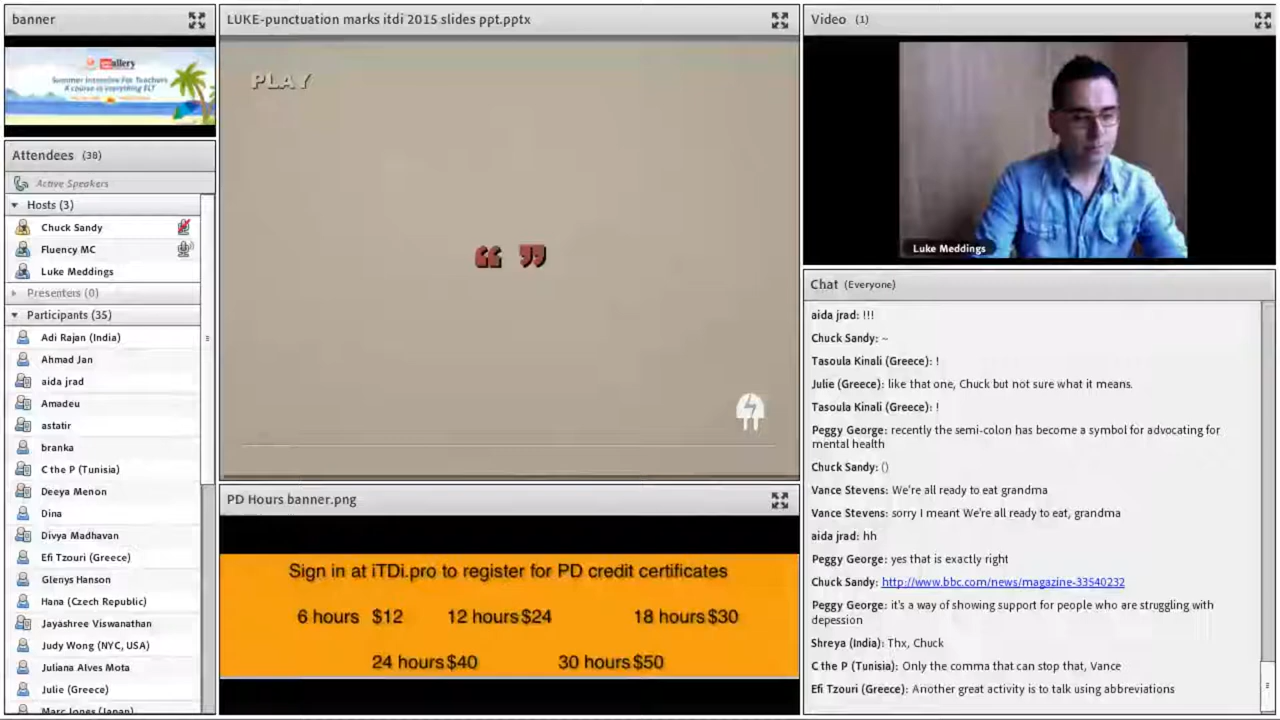 banner
allery
Summer Intensive For Teachers
A course in everything ELT
Attendees (38)
Active Speakers
Hosts (3)
Chuck Sandy
Fluency MC
Luke Meddings
Presenters (0)
Participants (35)
Adi Rajan (India)
Ahmad Jan
aida jrad
Amadeu
astatir
branka
C the P (Tunisia)
Deeya Menon
Dina
Divya Madhavan
Efi Tzouri (Greece)
Glenys Hanson
Hana (Czech Republic)
Jayashree Viswanathan
Judy Wong (NYC, USA)
Juliana Alves Mota
Julie (Greece)
Marc Jones (Japan)
LUKE-punctuation marks itdi 2015 slides ppt.pptx
PLAY
“ ”
PD Hours banner.png
Sign in at iTDi.pro to register for PD credit certificates
6 hours $12 12 hours $24 18 hours $30
24 hours $40 30 hours $50
Video (1)
Luke Meddings
Chat (Everyone)
aida jrad: !!!
Chuck Sandy: ~
Tasoula Kinali (Greece): !
Julie (Greece): like that one, Chuck but not sure what it means.
Tasoula Kinali (Greece): !
Peggy George: recently the semi-colon has become a symbol for advocating for
mental health
Chuck Sandy: ()
Vance Stevens: We're all ready to eat grandma
Vance Stevens: sorry I meant We're all ready to eat, grandma
aida jrad: hh
Peggy George: yes that is exactly right
Chuck Sandy: http://www.bbc.com/news/magazine-33540232
Peggy George: it's a way of showing support for people who are struggling with
depession
Shreya (India): Thx, Chuck
C the P (Tunisia): Only the comma that can stop that, Vance
Efi Tzouri (Greece): Another great activity is to talk using abbreviations